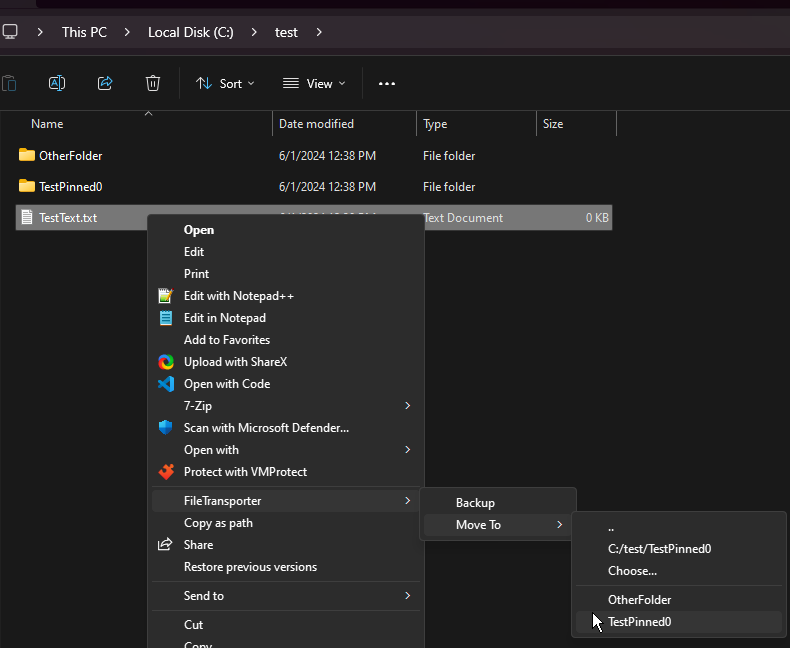 This PC > Local Disk (C:) > test >
Sort View ...
Name Date modified Type Size
OtherFolder 6/1/2024 12:38 PM File folder
TestPinned0 6/1/2024 12:38 PM File folder
TestText.txt Text Document 0 KB
Open
Edit
Print
Edit with Notepad++
Edit in Notepad
Add to Favorites
Upload with ShareX
Open with Code
7-Zip
Scan with Microsoft Defender...
Open with
Protect with VMProtect
FileTransporter
Copy as path
Share
Restore previous versions
Send to
Cut
Copy
Backup
Move To
..
C:/test/TestPinned0
Choose...
OtherFolder
TestPinned0